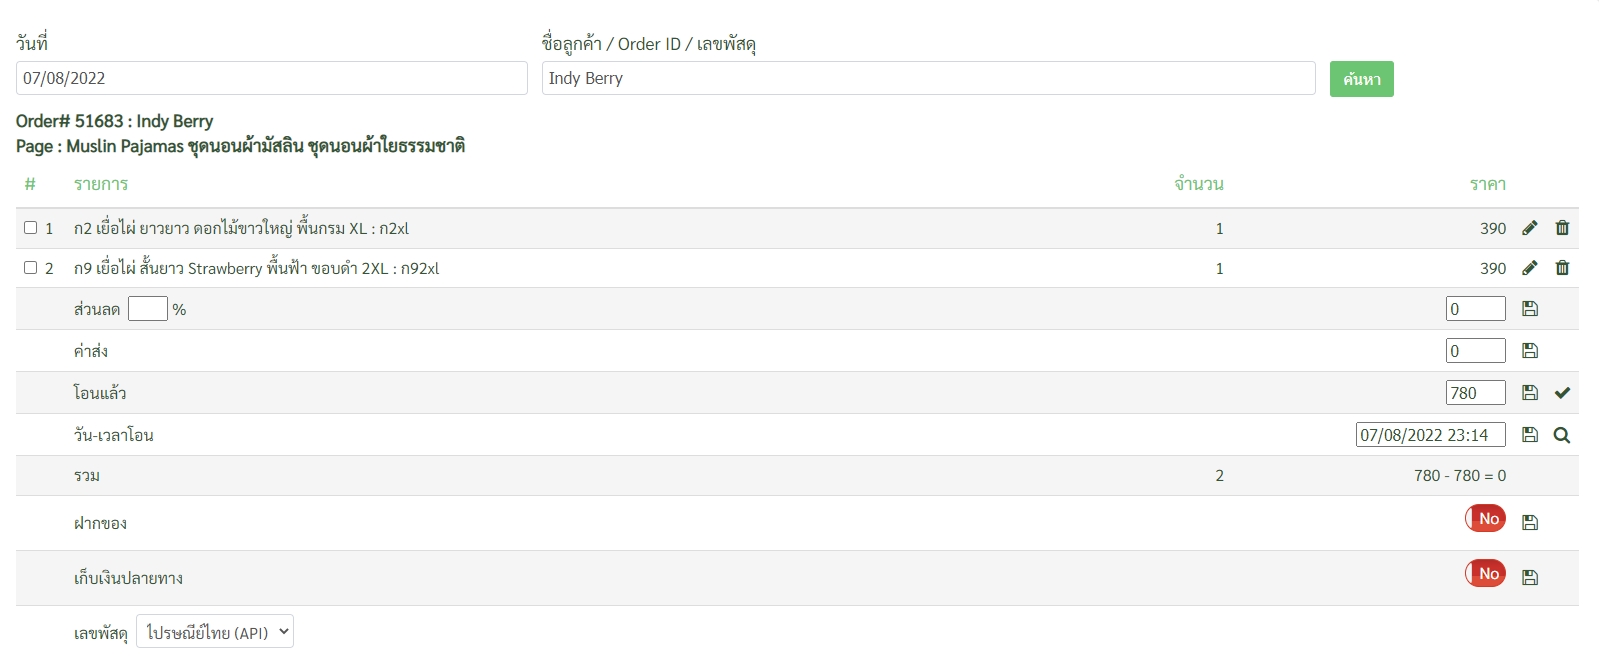 วันที่ ชื่อลูกค้า / Order ID / เลขพัสดุ
07/08/2022 Indy Berry ค้นหา
Order# 51683 : Indy Berry
Page : Muslin Pajamas ชุดนอนผ้ามัสลิน ชุดนอนผ้าใยธรรมชาติ
# รายการ จำนวน ราคา
1 ก2 เยื่อไผ่ ยาวยาว ดอกไม้ขาวใหญ่ พื้นกรม XL : ก2xl 1 390
2 ก9 เยื่อไผ่ สั้นยาว Strawberry พื้นฟ้า ขอบดำ 2XL : ก92xl 1 390
ส่วนลด % 0
ค่าส่ง 0
โอนแล้ว 780
วัน-เวลาโอน 07/08/2022 23:14
รวม 2 780 - 780 = 0
ฝากของ No
เก็บเงินปลายทาง No
เลขพัสดุ ไปรษณีย์ไทย (API)